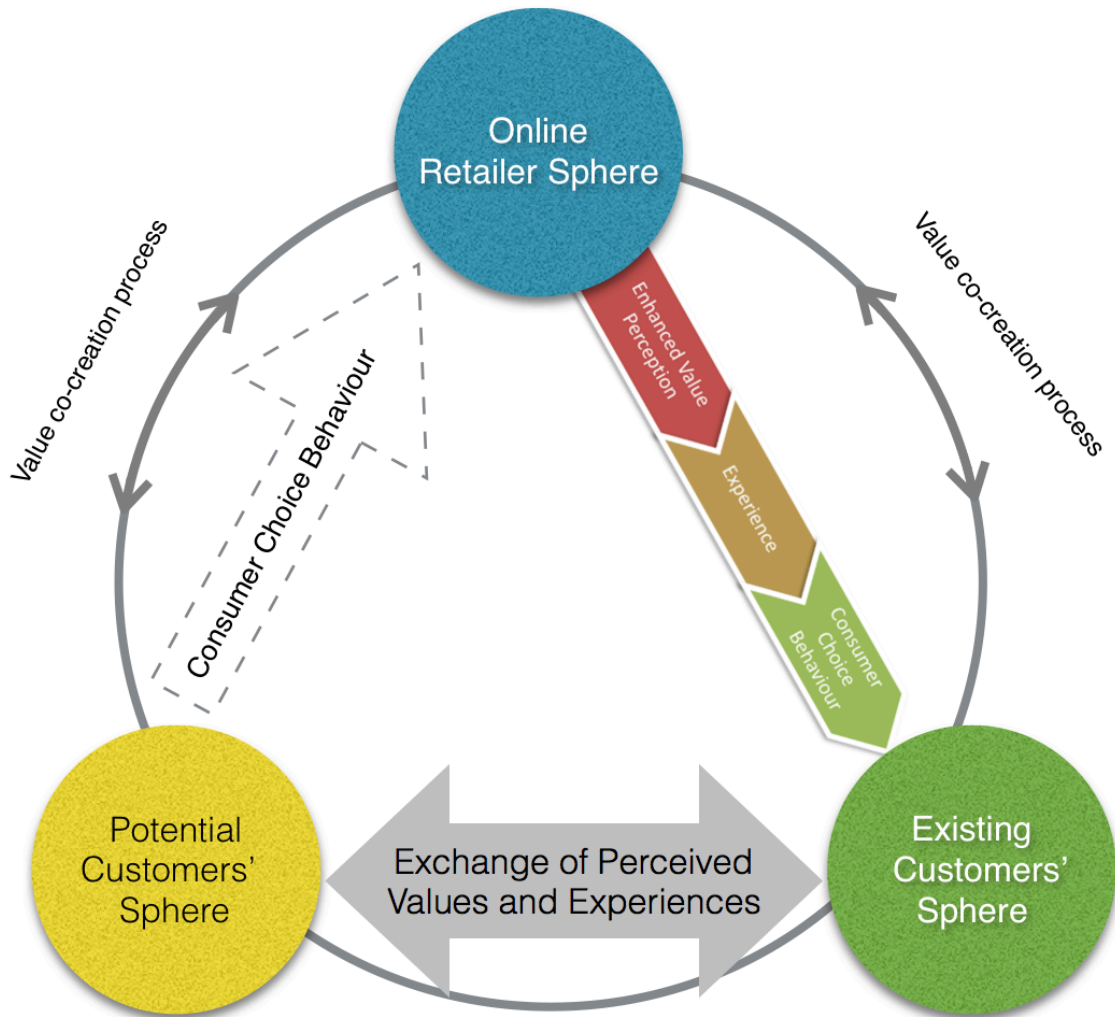 Online
Retailer Sphere
Value co-creation process
Value co-creation process
Enhanced Value
Perception
Consumer Choice Behaviour
Experience
Consumer
Choice
Behaviour
Potential
Customers’
Sphere
Exchange of Perceived
Values and Experiences
Existing
Customers’
Sphere